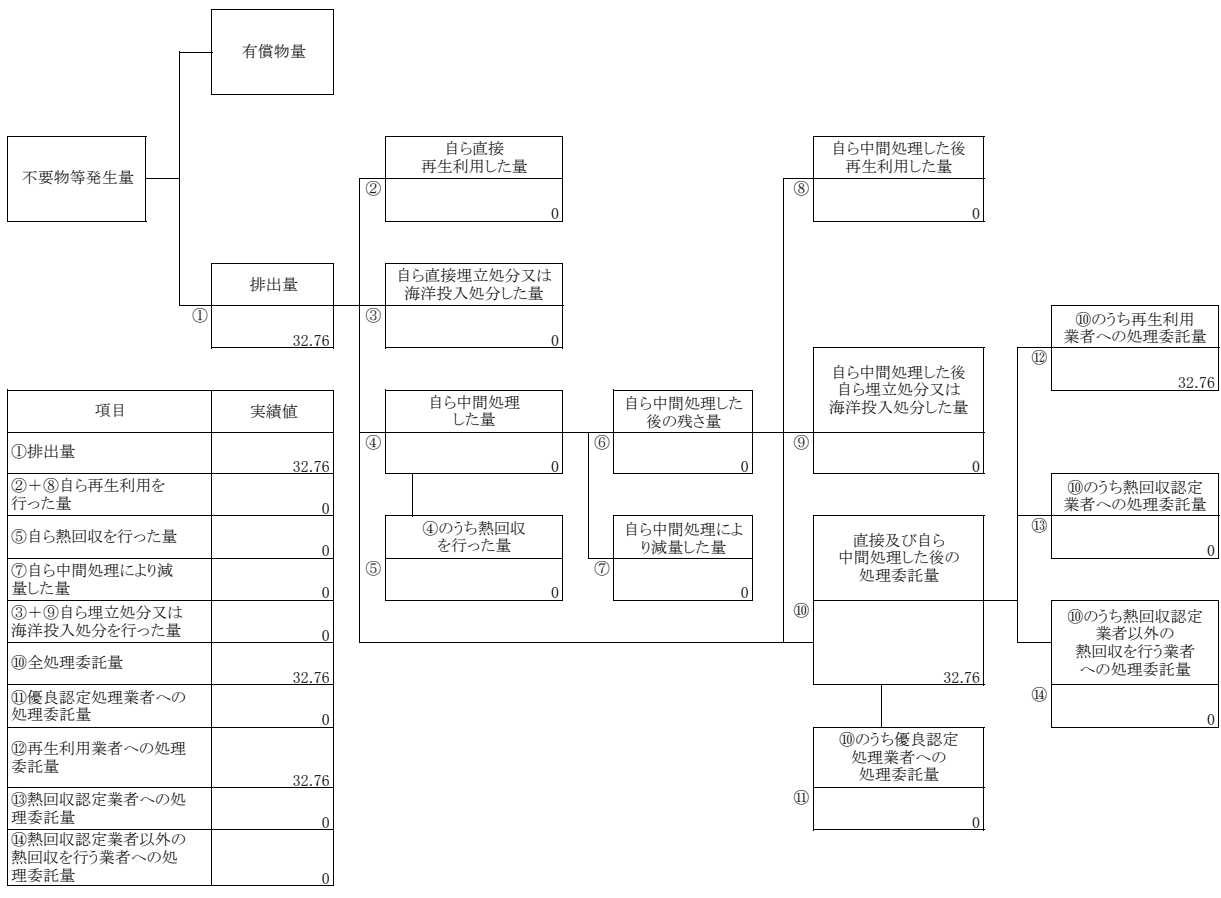 有償物量
不要物等発生量
排出量
①
32.76
自ら直接
再生利用した量
②
0
自ら直接埋立処分又は
海洋投入処分した量
③
0
自ら中間処理
した量
④
0
④のうち熱回収
を行った量
⑤
0
自ら中間処理した
後の残さ量
⑥
0
自ら中間処理によ
り減量した量
⑦
0
自ら中間処理した後
再生利用した量
⑧
0
自ら中間処理した後
自ら埋立処分又は
海洋投入処分した量
⑨
0
直接及び自ら
中間処理した後の
処理委託量
⑩
32.76
⑩のうち優良認定
処理業者への
処理委託量
⑪
0
⑩のうち再生利用
業者への処理委託量
⑫
32.76
⑩のうち熱回収認定
業者への処理委託量
⑬
0
⑩のうち熱回収認定
業者以外の
熱回収を行う業者
への処理委託量
⑭
0
項目 実績値
①排出量
32.76
②＋⑧自ら再生利用を
行った量
0
⑤自ら熱回収を行った量
0
⑦自ら中間処理により減
量した量
0
③＋⑨自ら埋立処分又は
海洋投入処分を行った量
0
⑩全処理委託量
32.76
⑪優良認定処理業者への
処理委託量
0
⑫再生利用業者への処理
委託量
32.76
⑬熱回収認定業者への処
理委託量
0
⑭熱回収認定業者以外の
熱回収を行う業者への処
理委託量
0